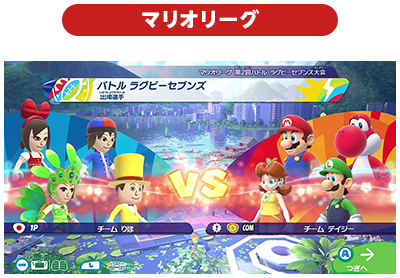 マリオリーグ
マリオリーグ 第2回バトル ラグビーセブンズ大会
バトル ラグビーセブンズ
出場選手
VS
1P
チーム りほ
COM
チーム デイジー
A
つぎへ